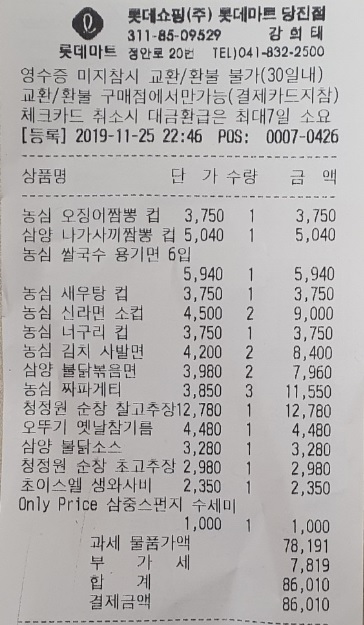 롯데쇼핑(주) 롯데마트 당진점
311-85-09529 강 희 태
롯데마트 정안로 20번 TEL)041-832-2500
영수증 미지참시 교환/환불 불가(30일내)
교환/환불 구매점에서만가능(결제카드지참)
체크카드 취소시 대금환급은 최대7일 소요
[등록] 2019-11-25 22:46 POS: 0007-0426
상품명 단 가 수량 금 액
농심 오징어짬뽕 컵 3,750 1 3,750
삼양 나가사끼짬뽕 컵 5,040 1 5,040
농심 쌀국수 용기면 6입
5,940 1 5,940
농심 새우탕 컵 3,750 1 3,750
농심 신라면 소컵 4,500 2 9,000
농심 너구리 컵 3,750 1 3,750
농심 김치 사발면 4,200 2 8,400
삼양 불닭볶음면 3,980 2 7,960
농심 짜파게티 3,850 3 11,550
청정원 순창 찰고추장12,780 1 12,780
오뚜기 옛날참기름 4,480 1 4,480
삼양 불닭소스 3,280 1 3,280
청정원 순창 초고추장 2,980 1 2,980
초이스엘 생와사비 2,350 1 2,350
Only Price 삼중스펀지 수세미
1,000 1 1,000
과세 물품가액 78,191
부 가 세 7,819
합 계 86,010
결제금액 86,010